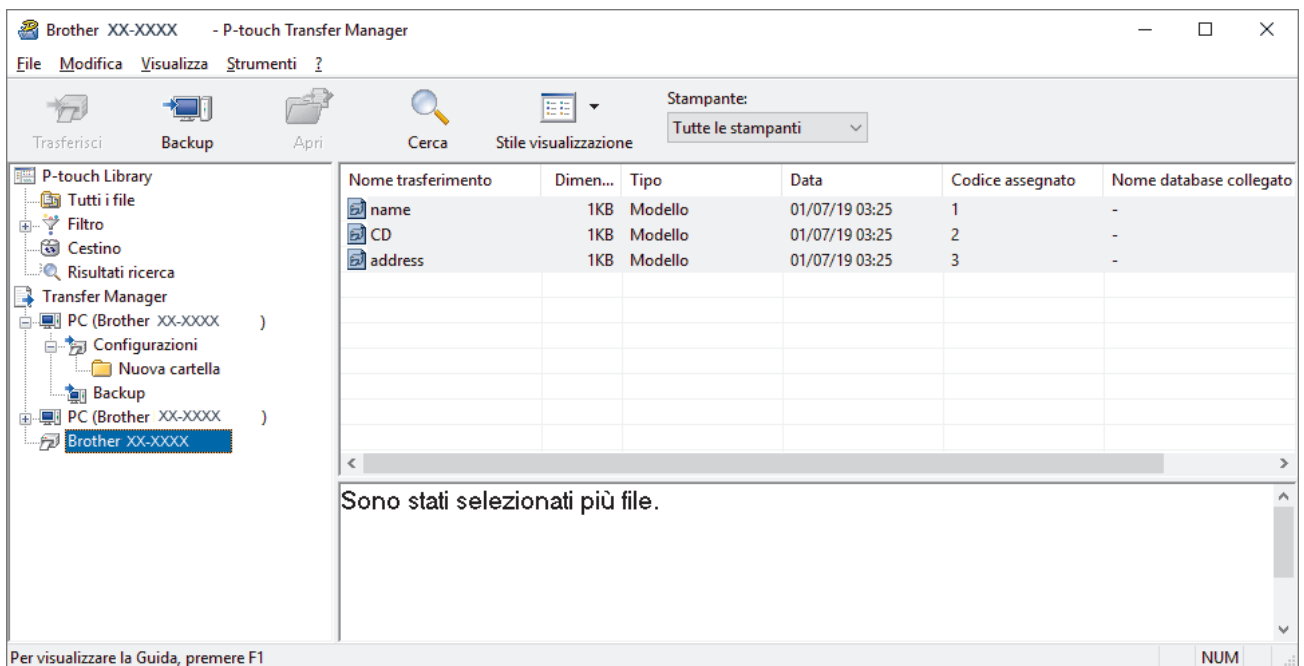 Brother XX-XXXX - P-touch Transfer Manager
File Modifica Visualizza Strumenti ?
Trasferisci Backup Apri Cerca Stile visualizzazione
Stampante:
Tutte le stampanti
P-touch Library
Tutti i file
Filtro
Cestino
Risultati ricerca
Transfer Manager
PC (Brother XX-XXXX )
Configurazioni
Nuova cartella
Backup
PC (Brother XX-XXXX )
Brother XX-XXXX
Nome trasferimento Dimen... Tipo Data Codice assegnato Nome database collegato
name 1KB Modello 01/07/19 03:25 1 -
CD 1KB Modello 01/07/19 03:25 2 -
address 1KB Modello 01/07/19 03:25 3 -
Sono stati selezionati più file.
Per visualizzare la Guida, premere F1
NUM